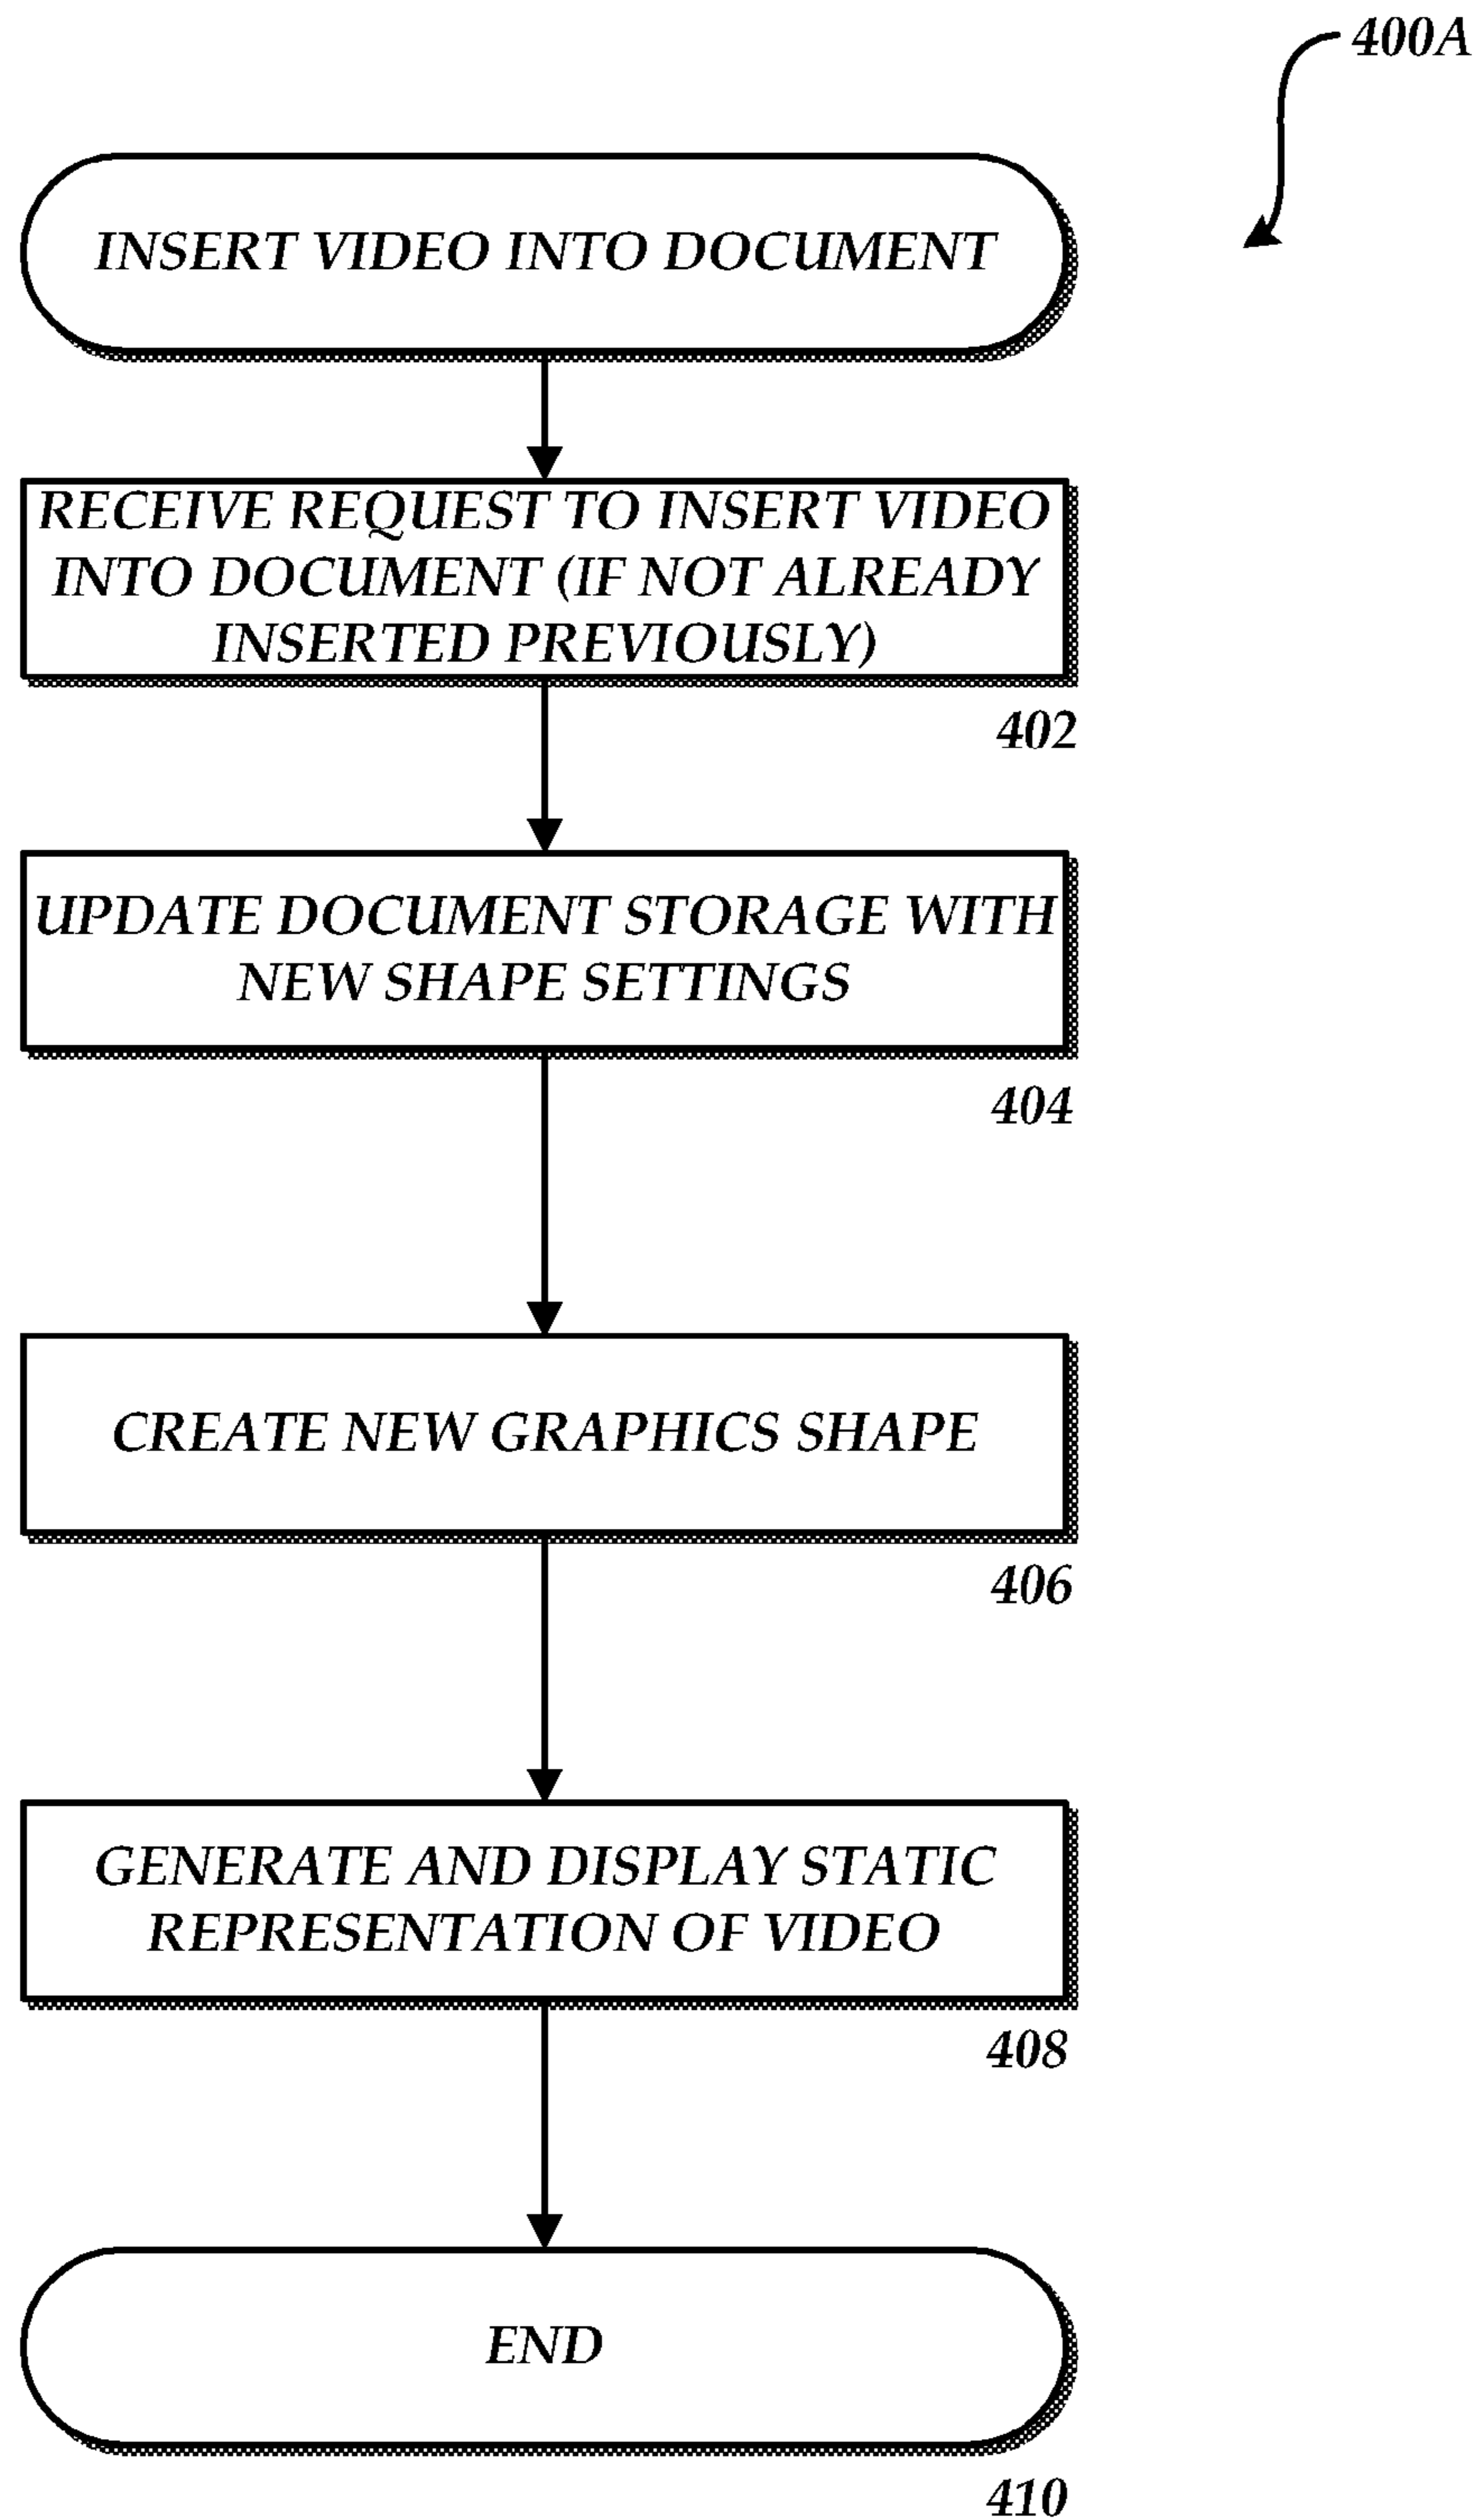 400A
INSERT VIDEO INTO DOCUMENT
RECEIVE REQUEST TO INSERT VIDEO
INTO DOCUMENT (IF NOT ALREADY
INSERTED PREVIOUSLY)
402
UPDATE DOCUMENT STORAGE WITH
NEW SHAPE SETTINGS
404
CREATE NEW GRAPHICS SHAPE
406
GENERATE AND DISPLAY STATIC
REPRESENTATION OF VIDEO
408
END
410